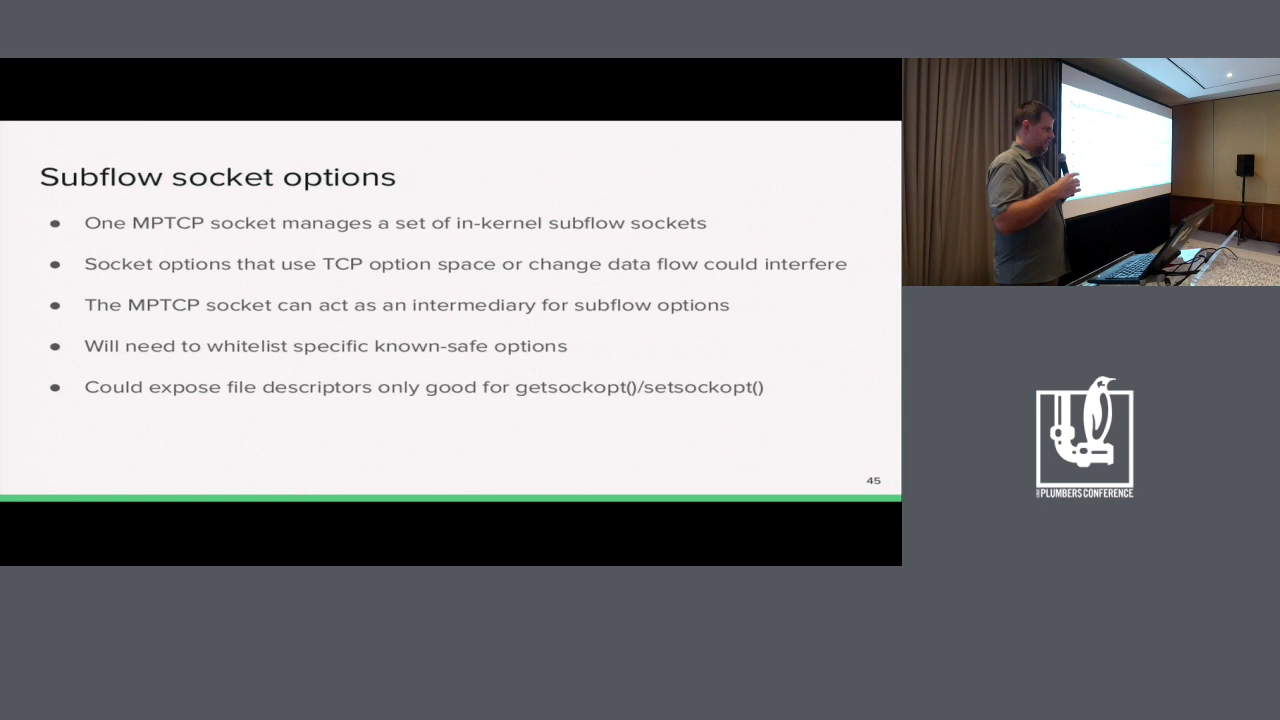 Subflow socket options
● One MPTCP socket manages a set of in-kernel subflow sockets
● Socket options that use TCP option space or change data flow could interfere
● The MPTCP socket can act as an intermediary for subflow options
● Will need to whitelist specific known-safe options
● Could expose file descriptors only good for getsockopt()/setsockopt()
45
PLUMBERS CONFERENCE